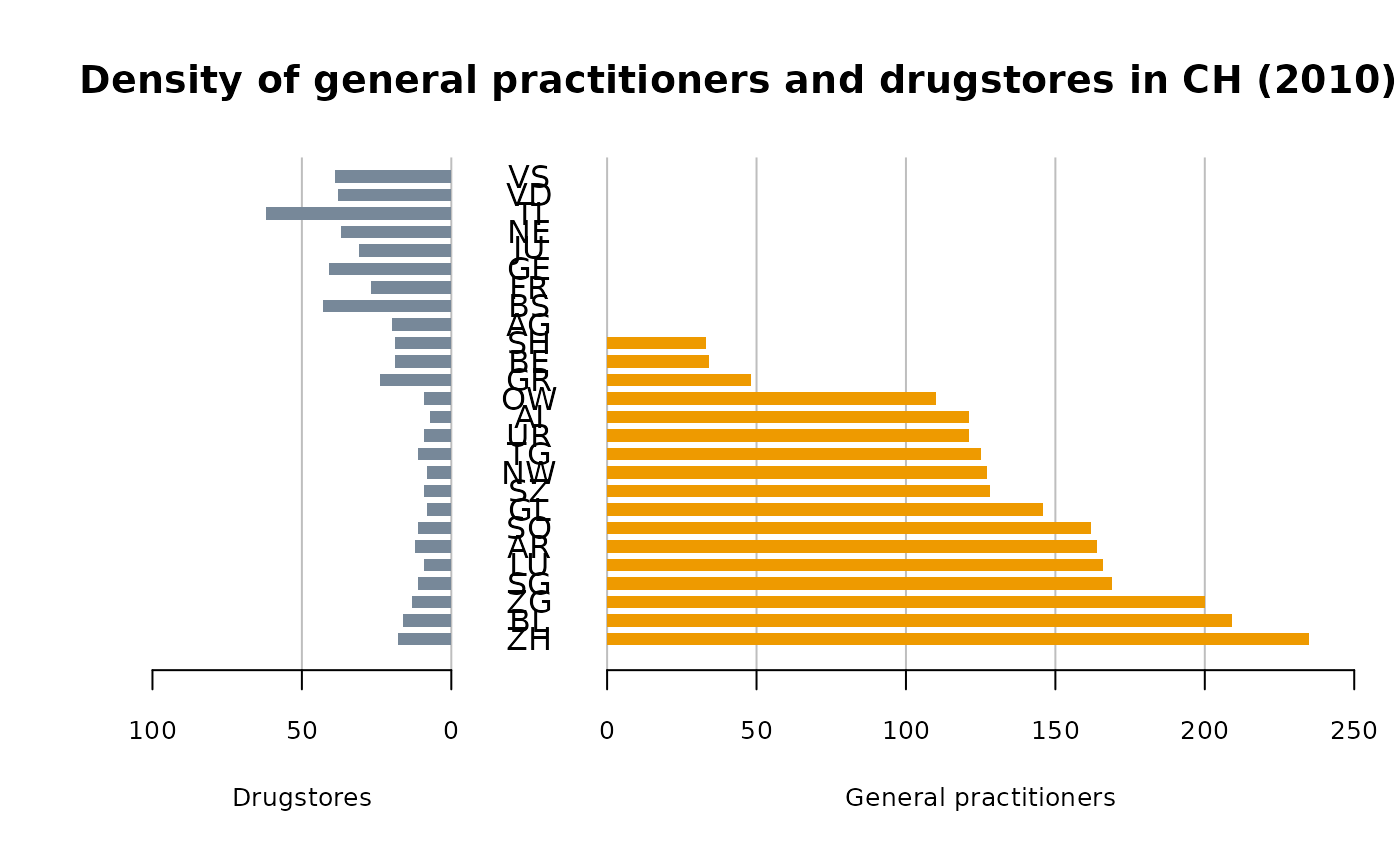 Density of general practitioners and drugstores in CH (2010)
VS
VD
TI
NE
JU
GE
FR
BS
AG
SH
BE
GR
OW
AI
UR
TG
NW
SZ
GL
SO
AR
LU
SG
ZG
BL
ZH
100 50 0 0 50 100 150 200 250
Drugstores General practitioners